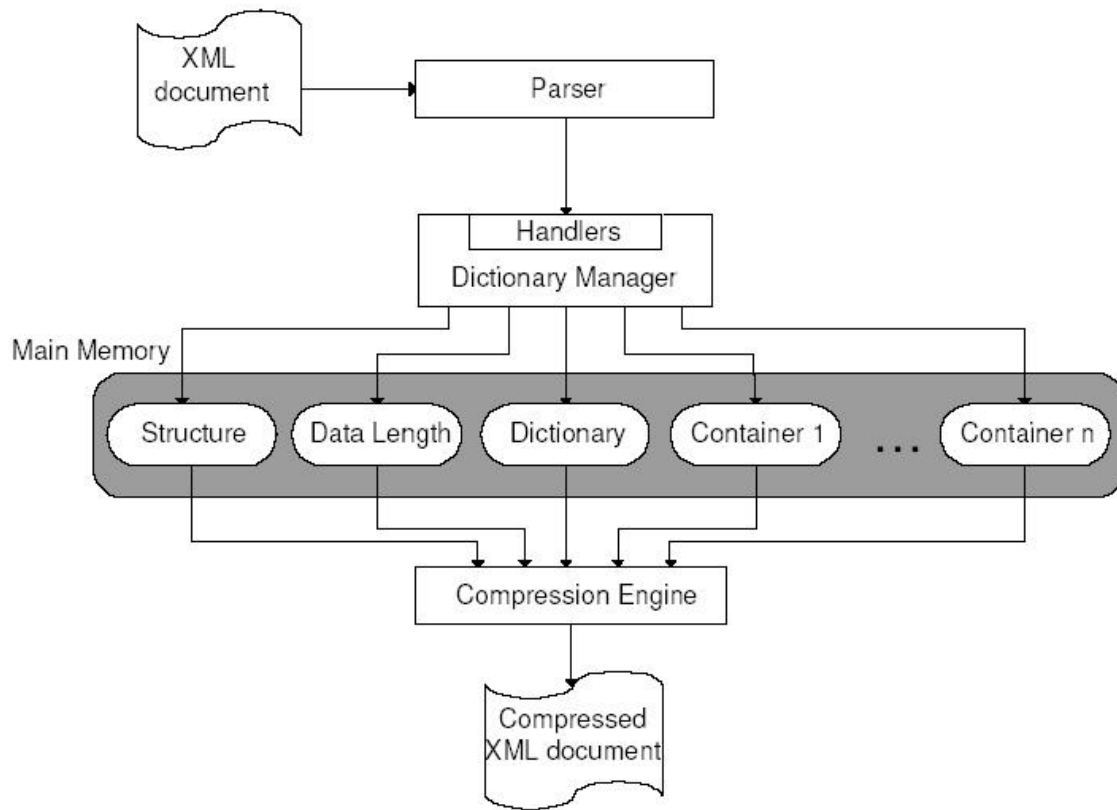 XML
document
Parser
Handlers
Dictionary Manager
Main Memory
Structure
Data Length
Dictionary
Container 1
...
Container n
Compression Engine
Compressed
XML document